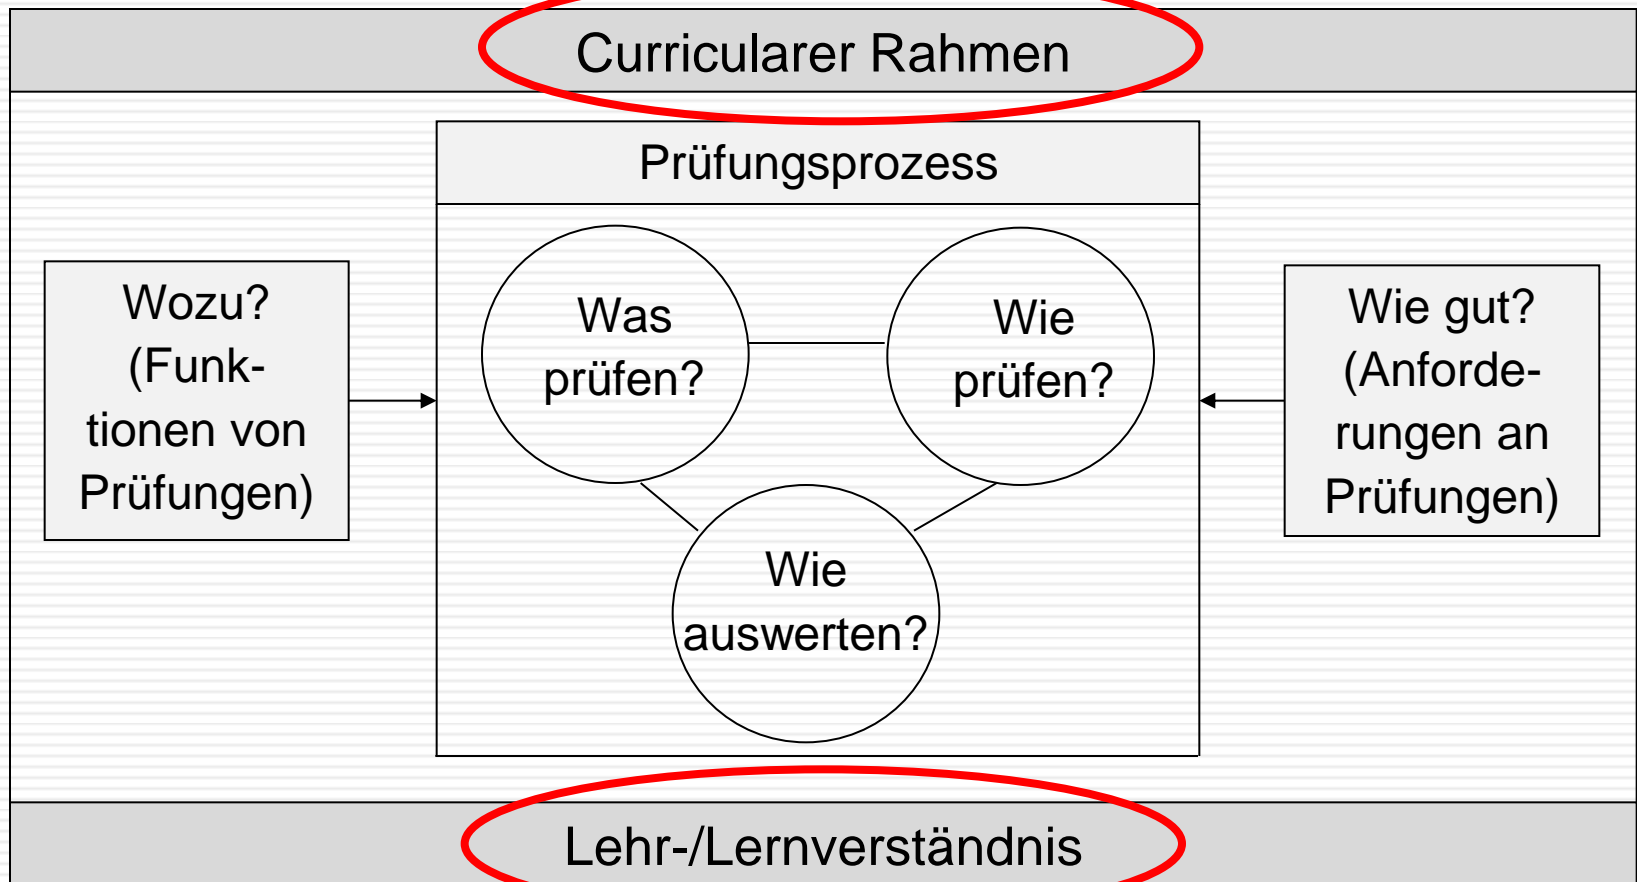 Curricularer Rahmen
Prüfungsprozess
Wozu?
(Funk-
tionen von
Prüfungen)
Was
prüfen?
Wie
prüfen?
Wie
auswerten?
Wie gut?
(Anforde-
rungen an
Prüfungen)
Lehr-/Lernverständnis